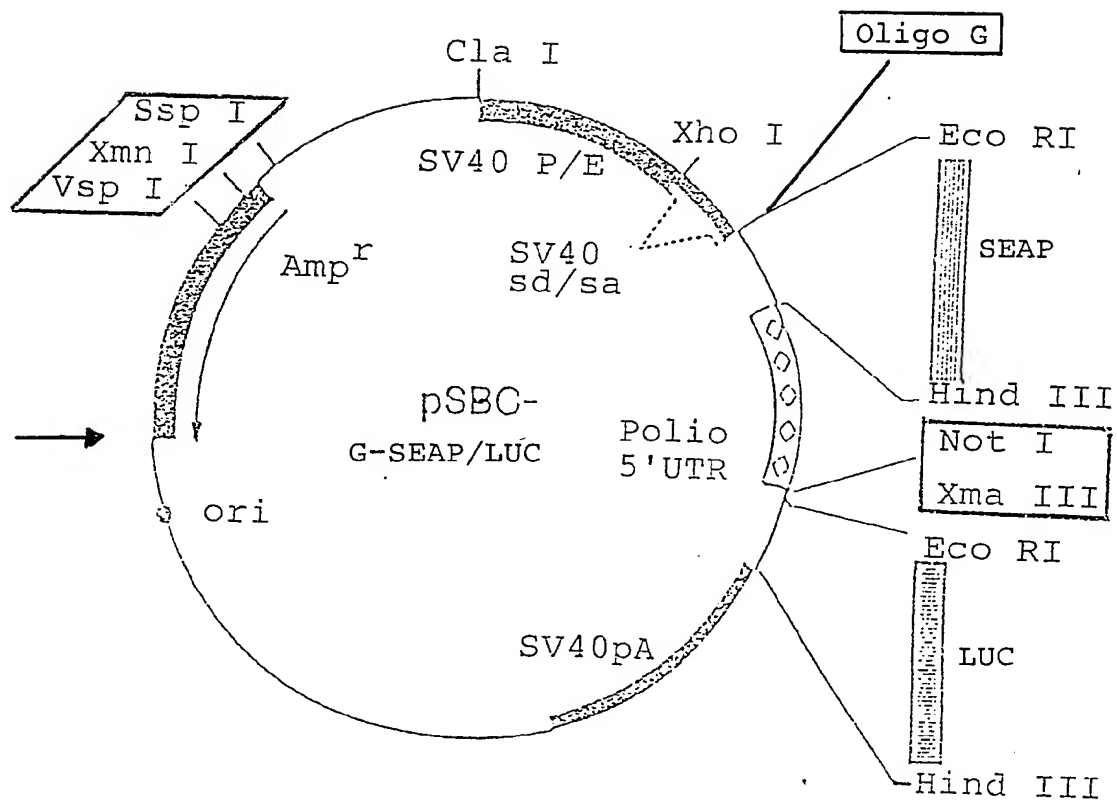 Oligo G
Cla I
Ssp I
Xmn I
Vsp I
Xho I
Eco RI
SV40 P/E
SEAP
SV40
sd/sa
Amp^r
Hind III
pSBC-
G-SEAP/LUC
Polio
5'UTR
Not I
Xma III
ori
Eco RI
SV40pA
LUC
Hind III